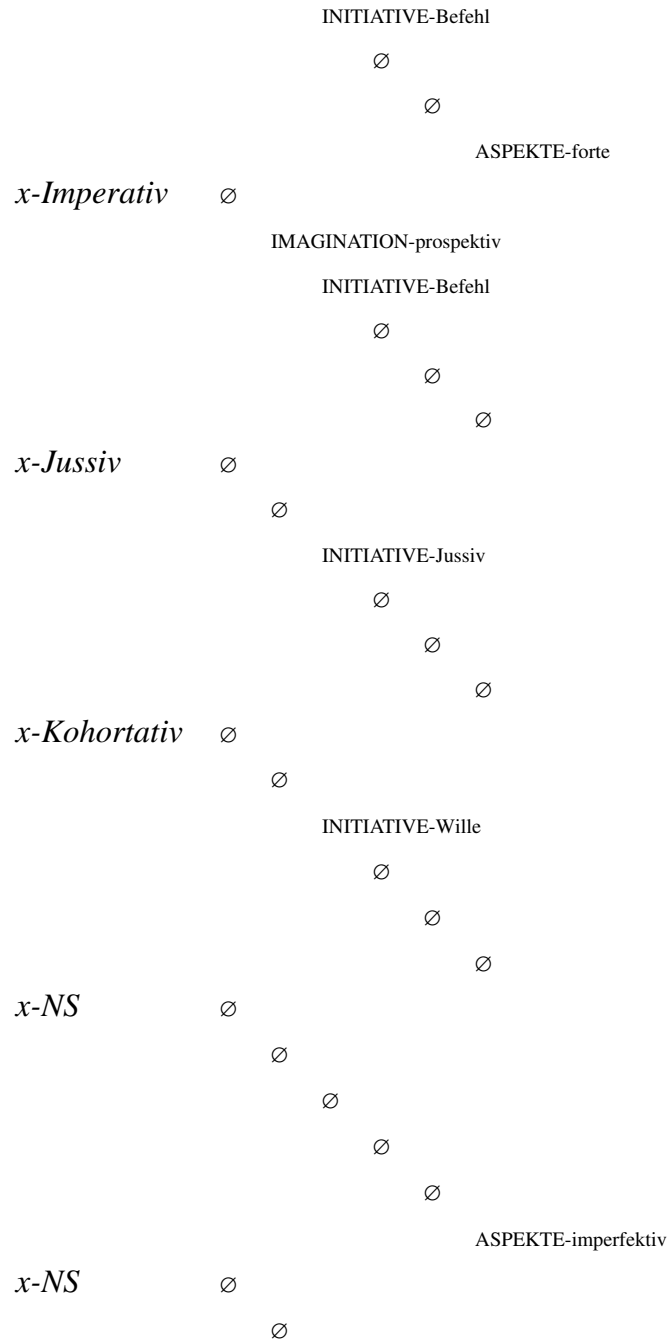 INITIATIVE-Befehl
∅
∅
ASPEKTE-forte
x-Imperativ ∅
IMAGINATION-prospektiv
INITIATIVE-Befehl
∅
∅
∅
x-Jussiv ∅
∅
INITIATIVE-Jussiv
∅
∅
∅
x-Kohortativ ∅
∅
INITIATIVE-Wille
∅
∅
∅
x-NS ∅
∅
∅
∅
∅
ASPEKTE-imperfektiv
x-NS ∅
∅